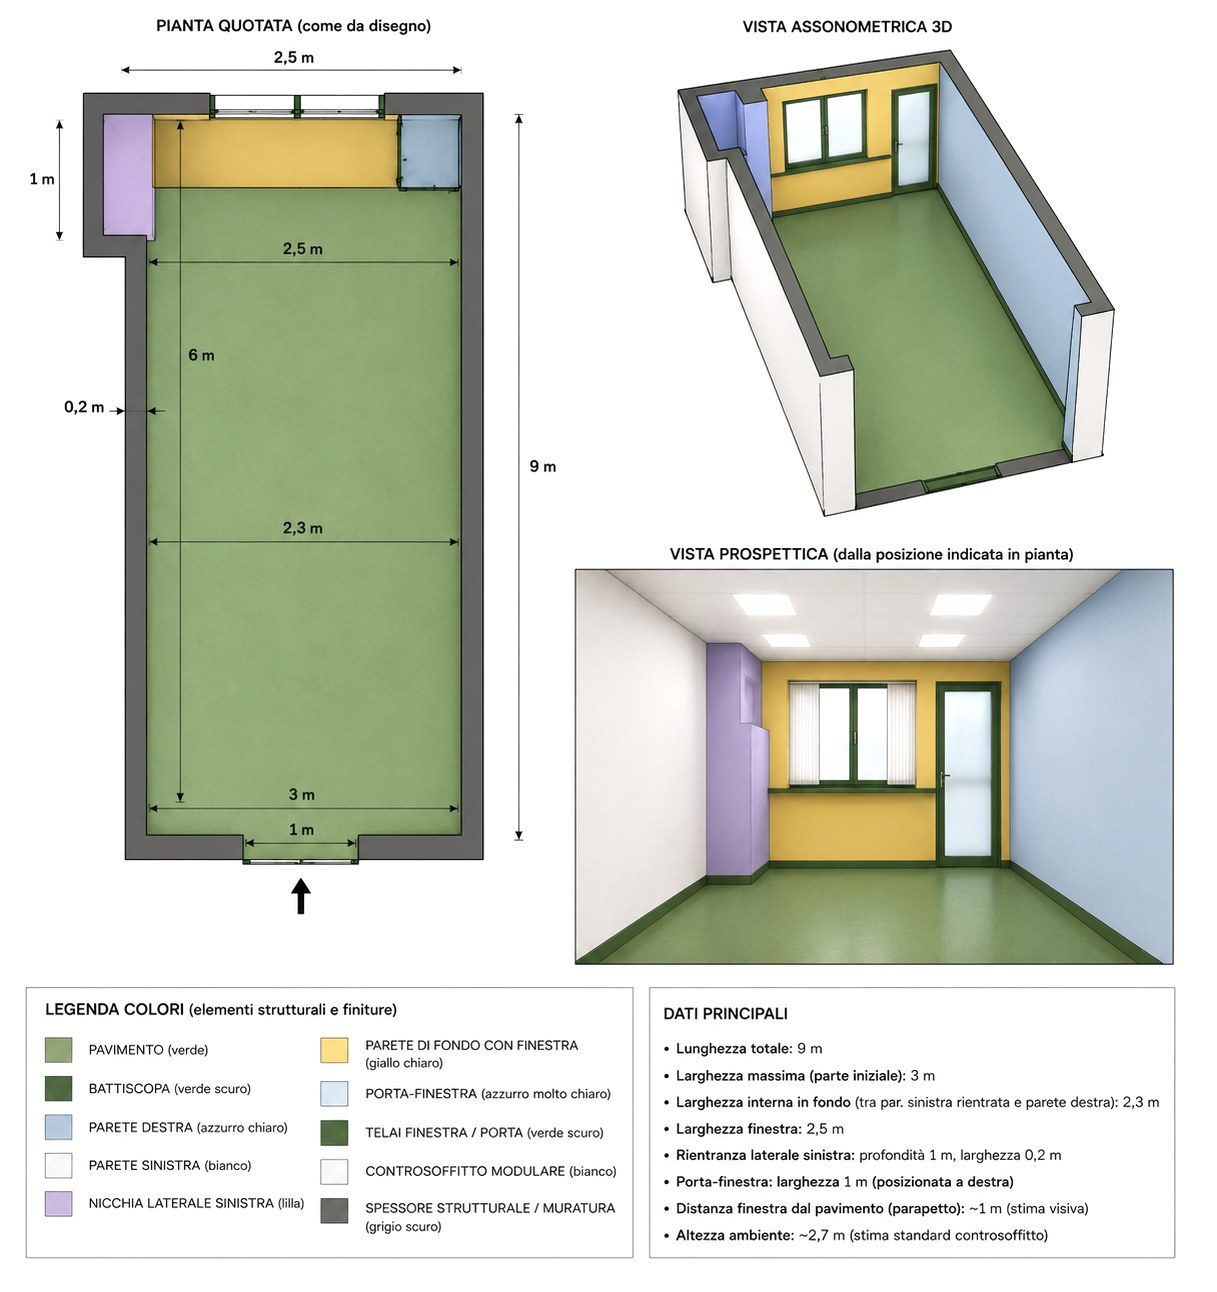 PIANTA QUOTATA (come da disegno)
2,5 m
1 m
2,5 m
6 m
0,2 m
9 m
2,3 m
3 m
1 m
VISTA ASSONOMETRICA 3D
VISTA PROSPETTICA (dalla posizione indicata in pianta)
LEGENDA COLORI (elementi strutturali e finiture)
PAVIMENTO (verde)
BATTISCOPA (verde scuro)
PARETE DESTRA (azzurro chiaro)
PARETE SINISTRA (bianco)
NICCHIA LATERALE SINISTRA (lilla)
PARETE DI FONDO CON FINESTRA
(giallo chiaro)
PORTA-FINESTRA (azzurro molto chiaro)
TELAI FINESTRA / PORTA (verde scuro)
CONTROSOFFITTO MODULARE (bianco)
SPESSORE STRUTTURALE / MURATURA
(grigio scuro)
DATI PRINCIPALI
• Lunghezza totale: 9 m
• Larghezza massima (parte iniziale): 3 m
• Larghezza interna in fondo (tra par. sinistra rientrata e parete destra): 2,3 m
• Larghezza finestra: 2,5 m
• Rientranza laterale sinistra: profondità 1 m, larghezza 0,2 m
• Porta-finestra: larghezza 1 m (posizionata a destra)
• Distanza finestra dal pavimento (parapetto): ~1 m (stima visiva)
• Altezza ambiente: ~2,7 m (stima standard controsoffitto)